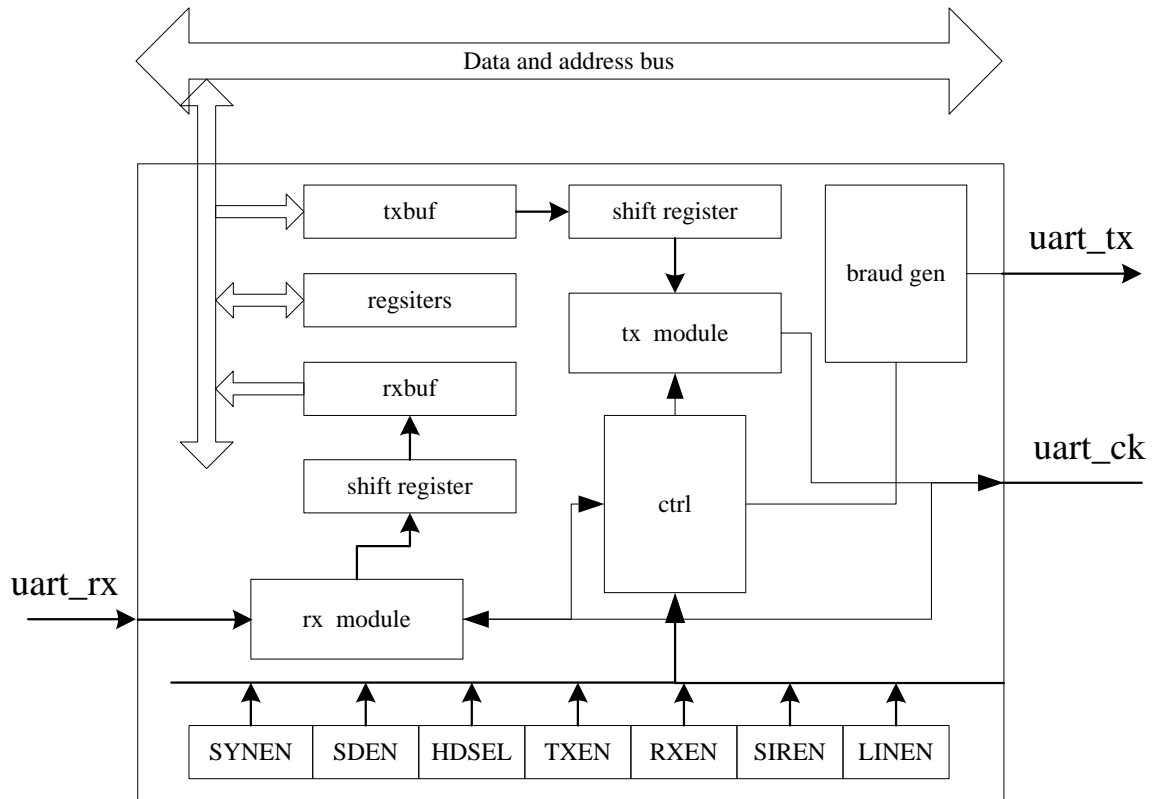 Data and address bus
txbuf
shift register
uart_tx
braud gen
regsiters
tx module
rxbuf
uart_ck
shift register
ctrl
uart_rx
rx module
SYNEN SDEN HDSEL TXEN RXEN SIREN LINEN